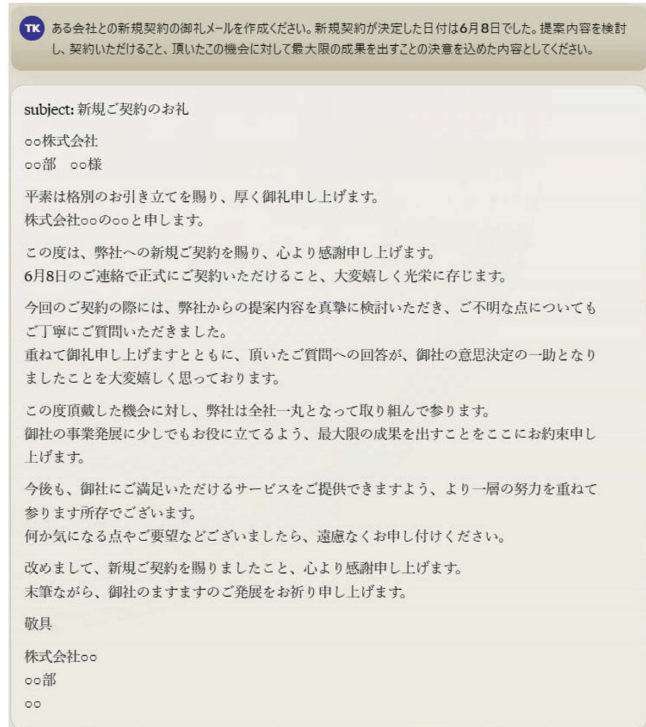 TK
ある会社との新規契約の御礼メールを作成ください。新規契約が決定した日付は6月8日でした。提案内容を検討
し、契約いただけること、頂いたこの機会に対して最大限の成果を出すことの決意を込めた内容としてください。
subject: 新規ご契約のお礼
○○株式会社
○○部　○○様
平素は格別のお引き立てを賜り、厚く御礼申し上げます。
株式会社○○の○○と申します。
この度は、弊社への新規ご契約を賜り、心より感謝申し上げます。
6月8日のご連絡で正式にご契約いただけること、大変嬉しく光栄に存じます。
今回のご契約の際には、弊社からの提案内容を真摯に検討いただき、ご不明な点についても
ご丁寧にご質問いただきました。
重ねて御礼申し上げますとともに、頂いたご質問への回答が、御社の意思決定の一助となり
ましたことを大変嬉しく思っております。
この度頂戴した機会に対し、弊社は全社一丸となって取り組んで参ります。
御社の事業発展に少しでもお役に立てるよう、最大限の成果を出すことをここにお約束申し
上げます。
今後も、御社にご満足いただけるサービスをご提供できますよう、より一層の努力を重ねて
参ります所存でございます。
何か気になる点やご要望などございましたら、遠慮なくお申し付けください。
改めまして、新規ご契約を賜りましたこと、心より感謝申し上げます。
末筆ながら、御社のますますのご発展をお祈り申し上げます。
敬具
株式会社○○
○○部
○○